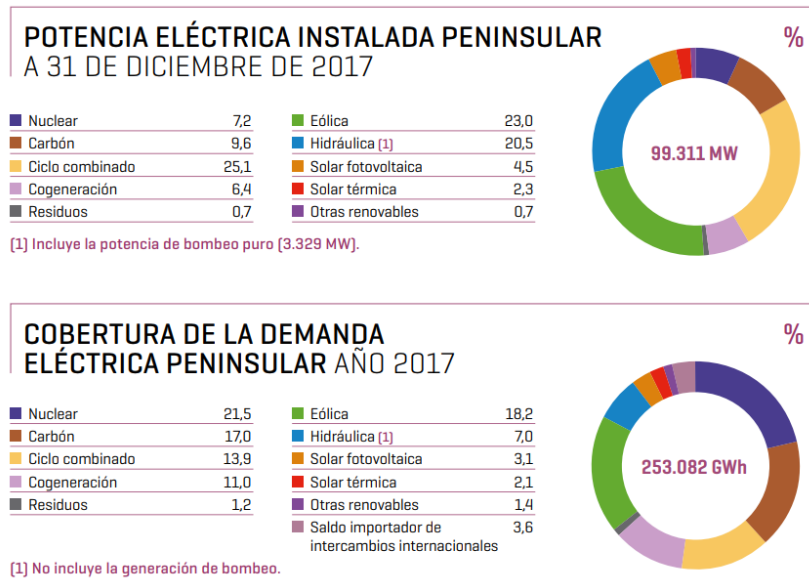 POTENCIA ELÉCTRICA INSTALADA PENINSULAR %
A 31 DE DICIEMBRE DE 2017
Nuclear 7,2
Carbón 9,6
Ciclo combinado 25,1
Cogeneración 6,4
Residuos 0,7
Eólica 23,0
Hidráulica (1) 20,5
Solar fotovoltaica 4,5
Solar térmica 2,3
Otras renovables 0,7
99.311 MW
(1) Incluye la potencia de bombeo puro (3.329 MW).
COBERTURA DE LA DEMANDA %
ELÉCTRICA PENINSULAR AÑO 2017
Nuclear 21,5
Carbón 17,0
Ciclo combinado 13,9
Cogeneración 11,0
Residuos 1,2
Eólica 18,2
Hidráulica (1) 7,0
Solar fotovoltaica 3,1
Solar térmica 2,1
Otras renovables 1,4
Saldo importador de 3,6
intercambios internacionales
253.082 GWh
(1) No incluye la generación de bombeo.